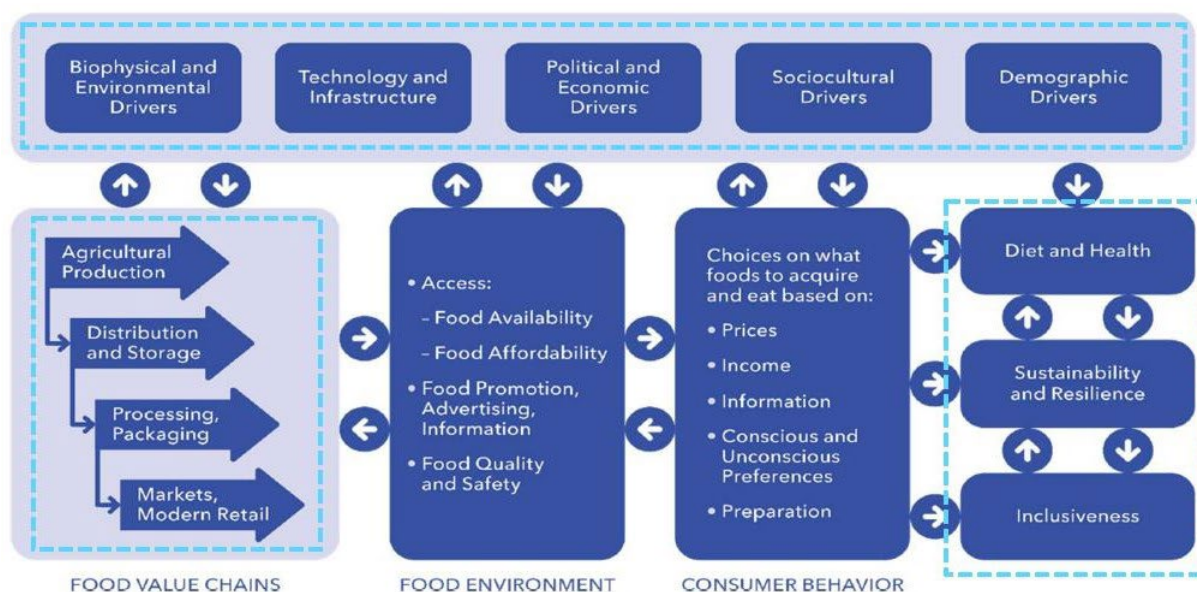 Biophysical and
Environmental
Drivers
Technology and
Infrastructure
Political and
Economic
Drivers
Sociocultural
Drivers
Demographic
Drivers
Agricultural
Production
Distribution
and Storage
Processing,
Packaging
Markets,
Modern Retail
FOOD VALUE CHAINS
• Access:
– Food Availability
– Food Affordability
• Food Promotion,
Advertising,
Information
• Food Quality
and Safety
FOOD ENVIRONMENT
Choices on what
foods to acquire
and eat based on:
• Prices
• Income
• Information
• Conscious and
Unconscious
Preferences
• Preparation
CONSUMER BEHAVIOR
Diet and Health
Sustainability
and Resilience
Inclusiveness